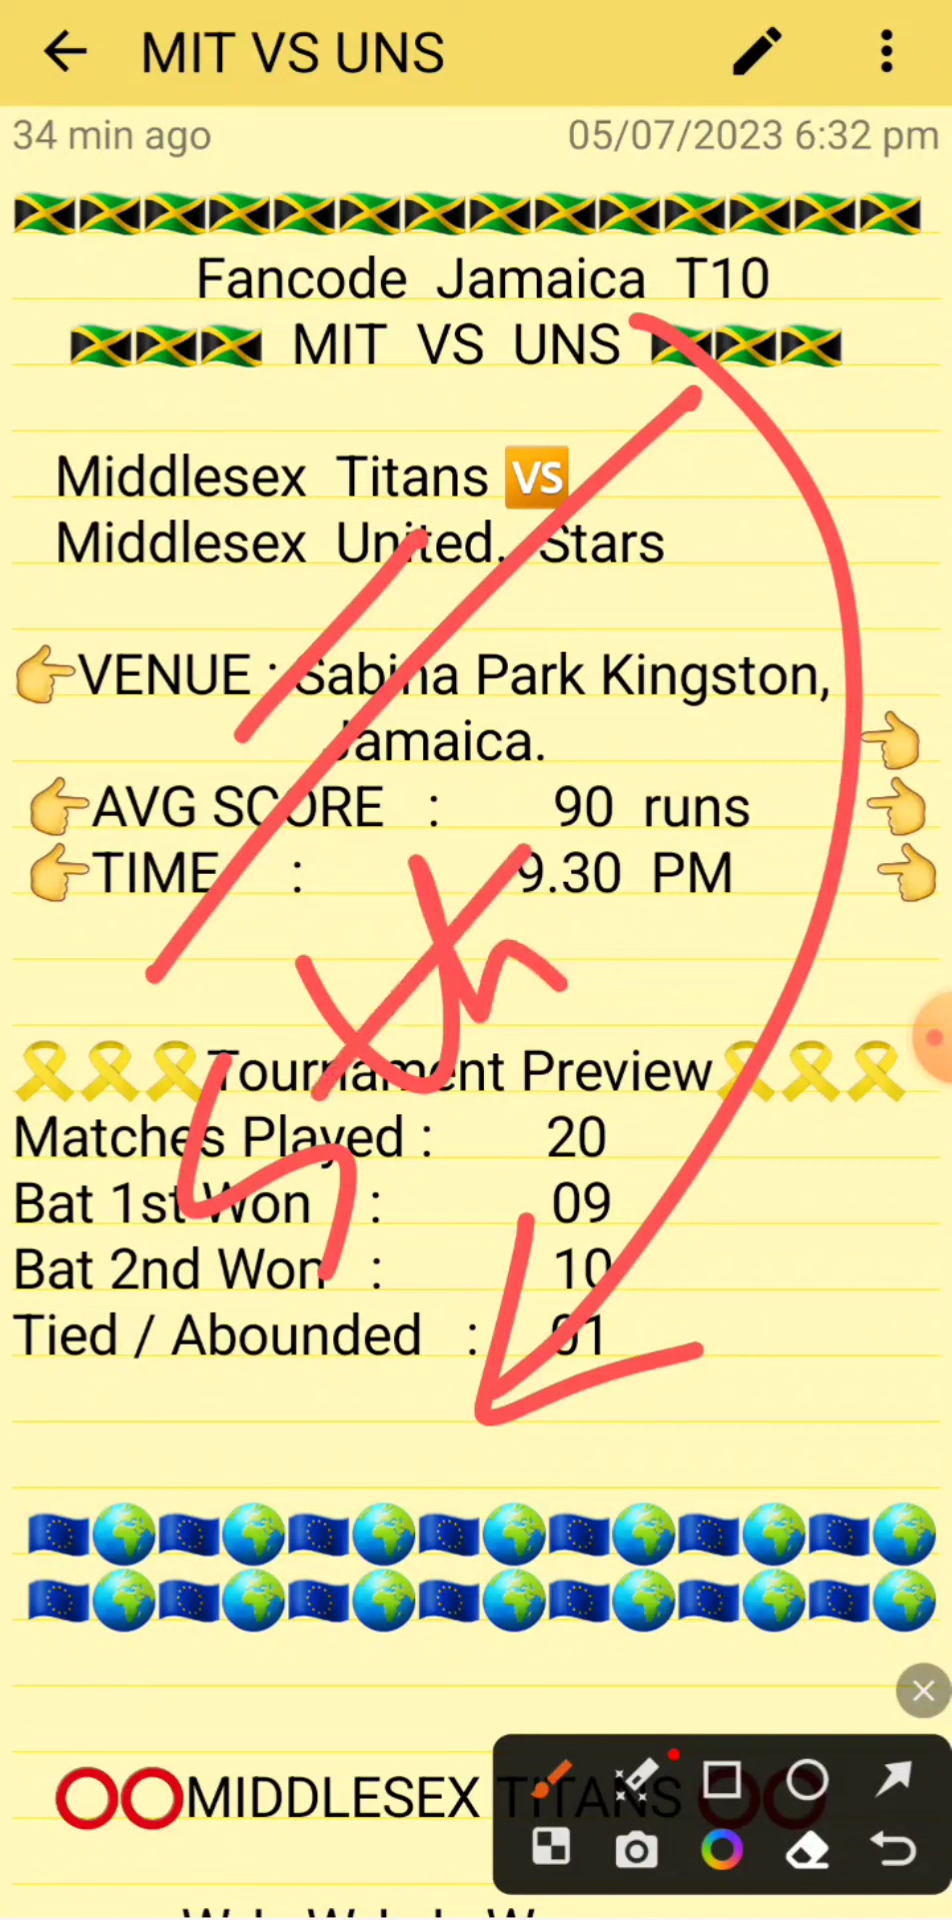 MIT VS UNS
34 min ago 05/07/2023 6:32 pm
Fancode Jamaica T10
MIT VS UNS
Middlesex Titans VS
Middlesex United. Stars
VENUE : Sabina Park Kingston,
Jamaica.
AVG SCORE : 90 runs
TIME : 9.30 PM
Tournament Preview
Matches Played : 20
Bat 1st Won : 09
Bat 2nd Won : 10
Tied / Abounded : 01
MIDDLESEX TITANS